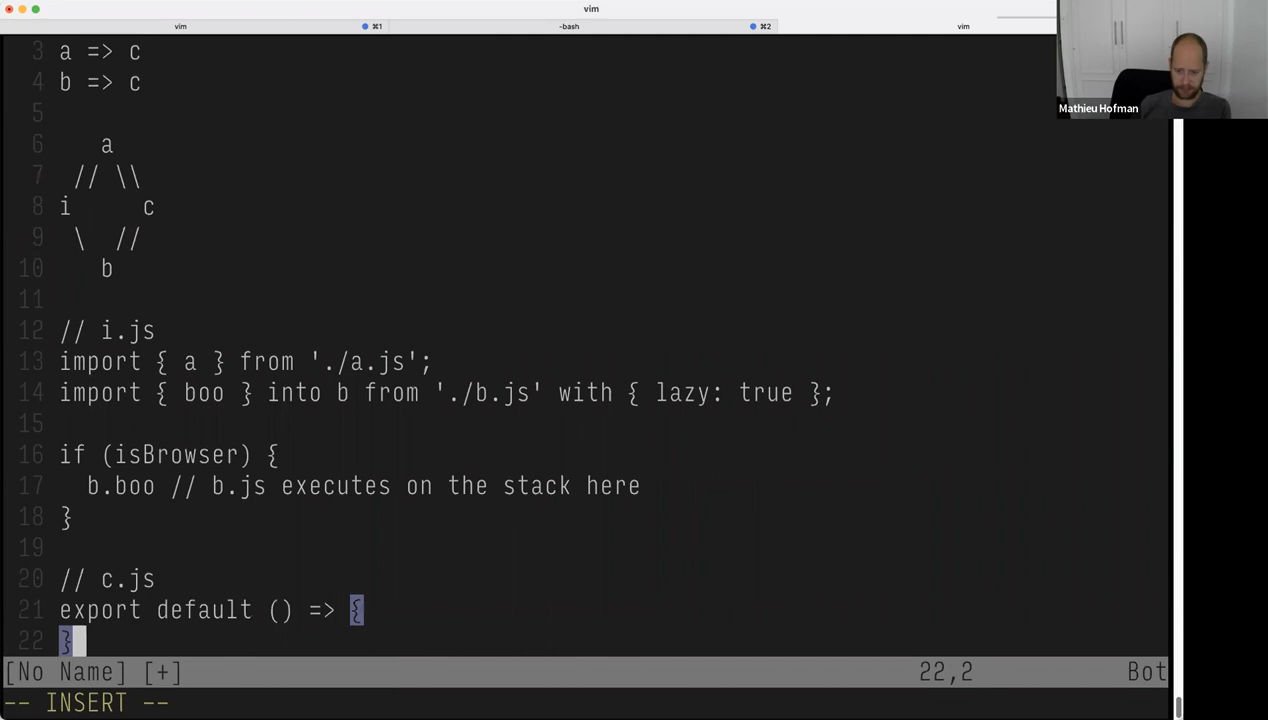 vim
vim ⌘1 -bash ⌘2 vim
3 a => c
4 b => c
5
6 a
7 // \\
8 i c
9 \ //
10 b
11
12 // i.js
13 import { a } from './a.js';
14 import { boo } into b from './b.js' with { lazy: true };
15
16 if (isBrowser) {
17 b.boo // b.js executes on the stack here
18 }
19
20 // c.js
21 export default () => {
22 }
[No Name] [+] 22,2 Bot
-- INSERT --
Mathieu Hofman